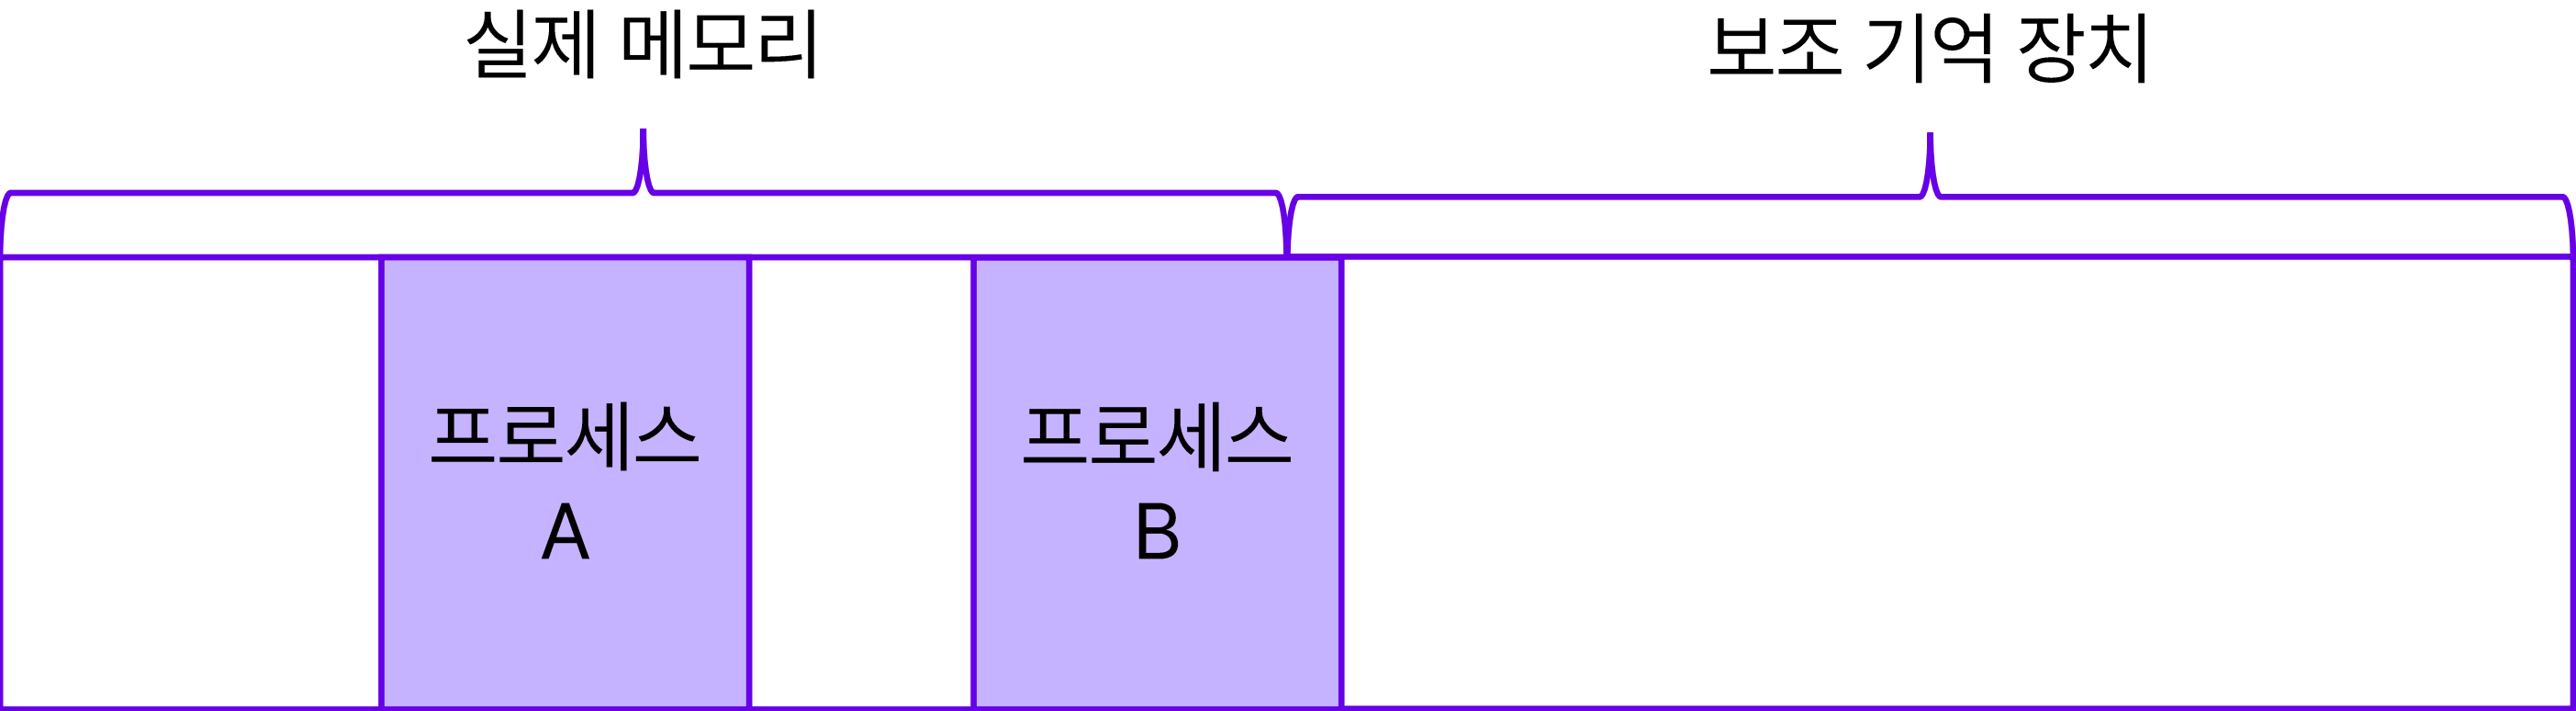 실제 메모리
보조 기억 장치
프로세스
A
프로세스
B